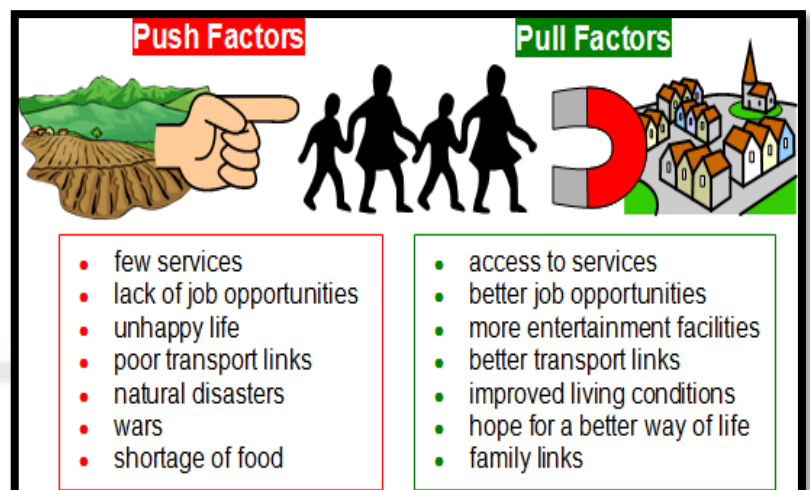 Push Factors
Pull Factors
few services
lack of job opportunities
unhappy life
poor transport links
natural disasters
wars
shortage of food
access to services
better job opportunities
more entertainment facilities
better transport links
improved living conditions
hope for a better way of life
family links